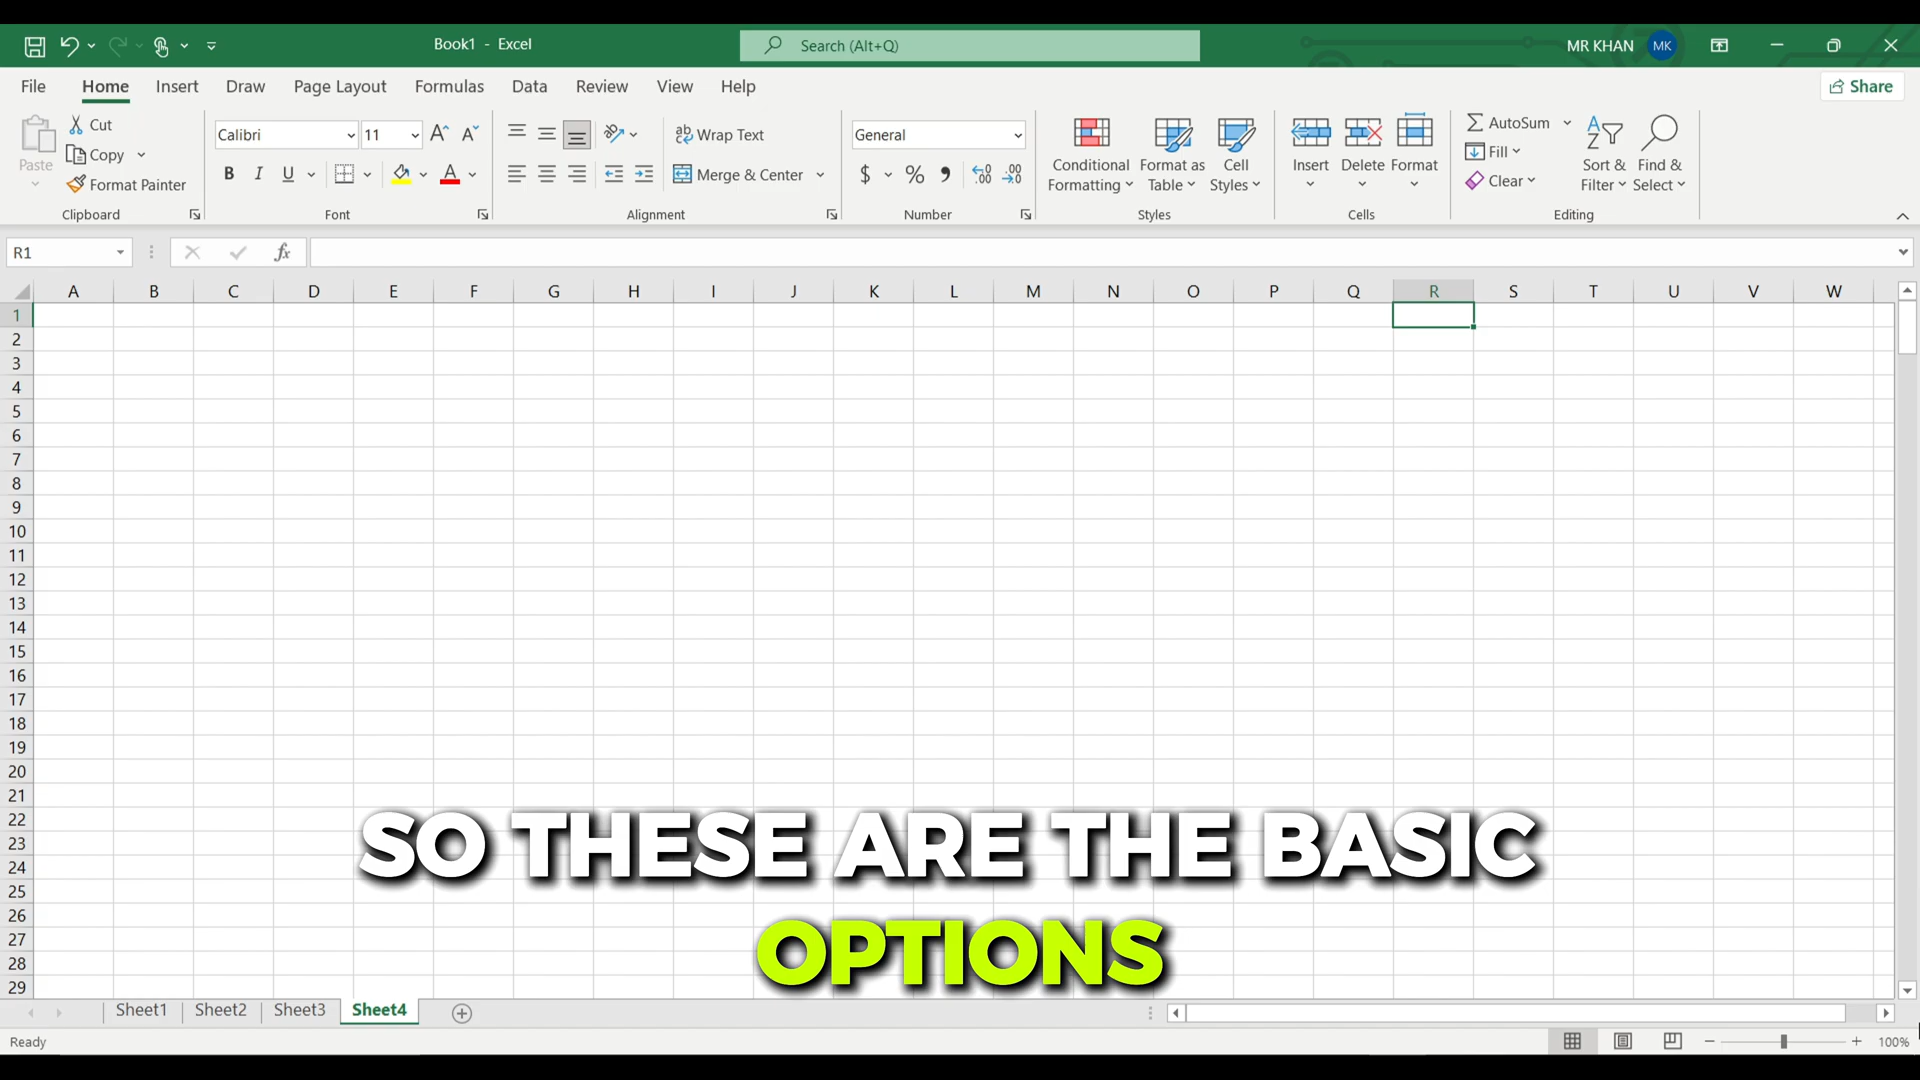 Book1 - Excel
Search (Alt+Q)
MR KHAN
MK
File Home Insert Draw Page Layout Formulas Data Review View Help
Share
Paste
Cut
Copy
Format Painter
Clipboard
Calibri 11
B I U
Font
Wrap Text
Merge & Center
Alignment
General
$ % 9
Number
Conditional Formatting
Format as Table
Cell Styles
Styles
Insert Delete Format
Cells
AutoSum
Fill
Clear
Sort & Filter
Find & Select
Editing
R1
fx
A B C D E F G H I J K L M N O P Q R S T U V W
1
2
3
4
5
6
7
8
9
10
11
12
13
14
15
16
17
18
19
20
21
22
23
24
25
26
27
28
29
SO THESE ARE THE BASIC
OPTIONS
Sheet1 Sheet2 Sheet3 Sheet4
Ready
100%